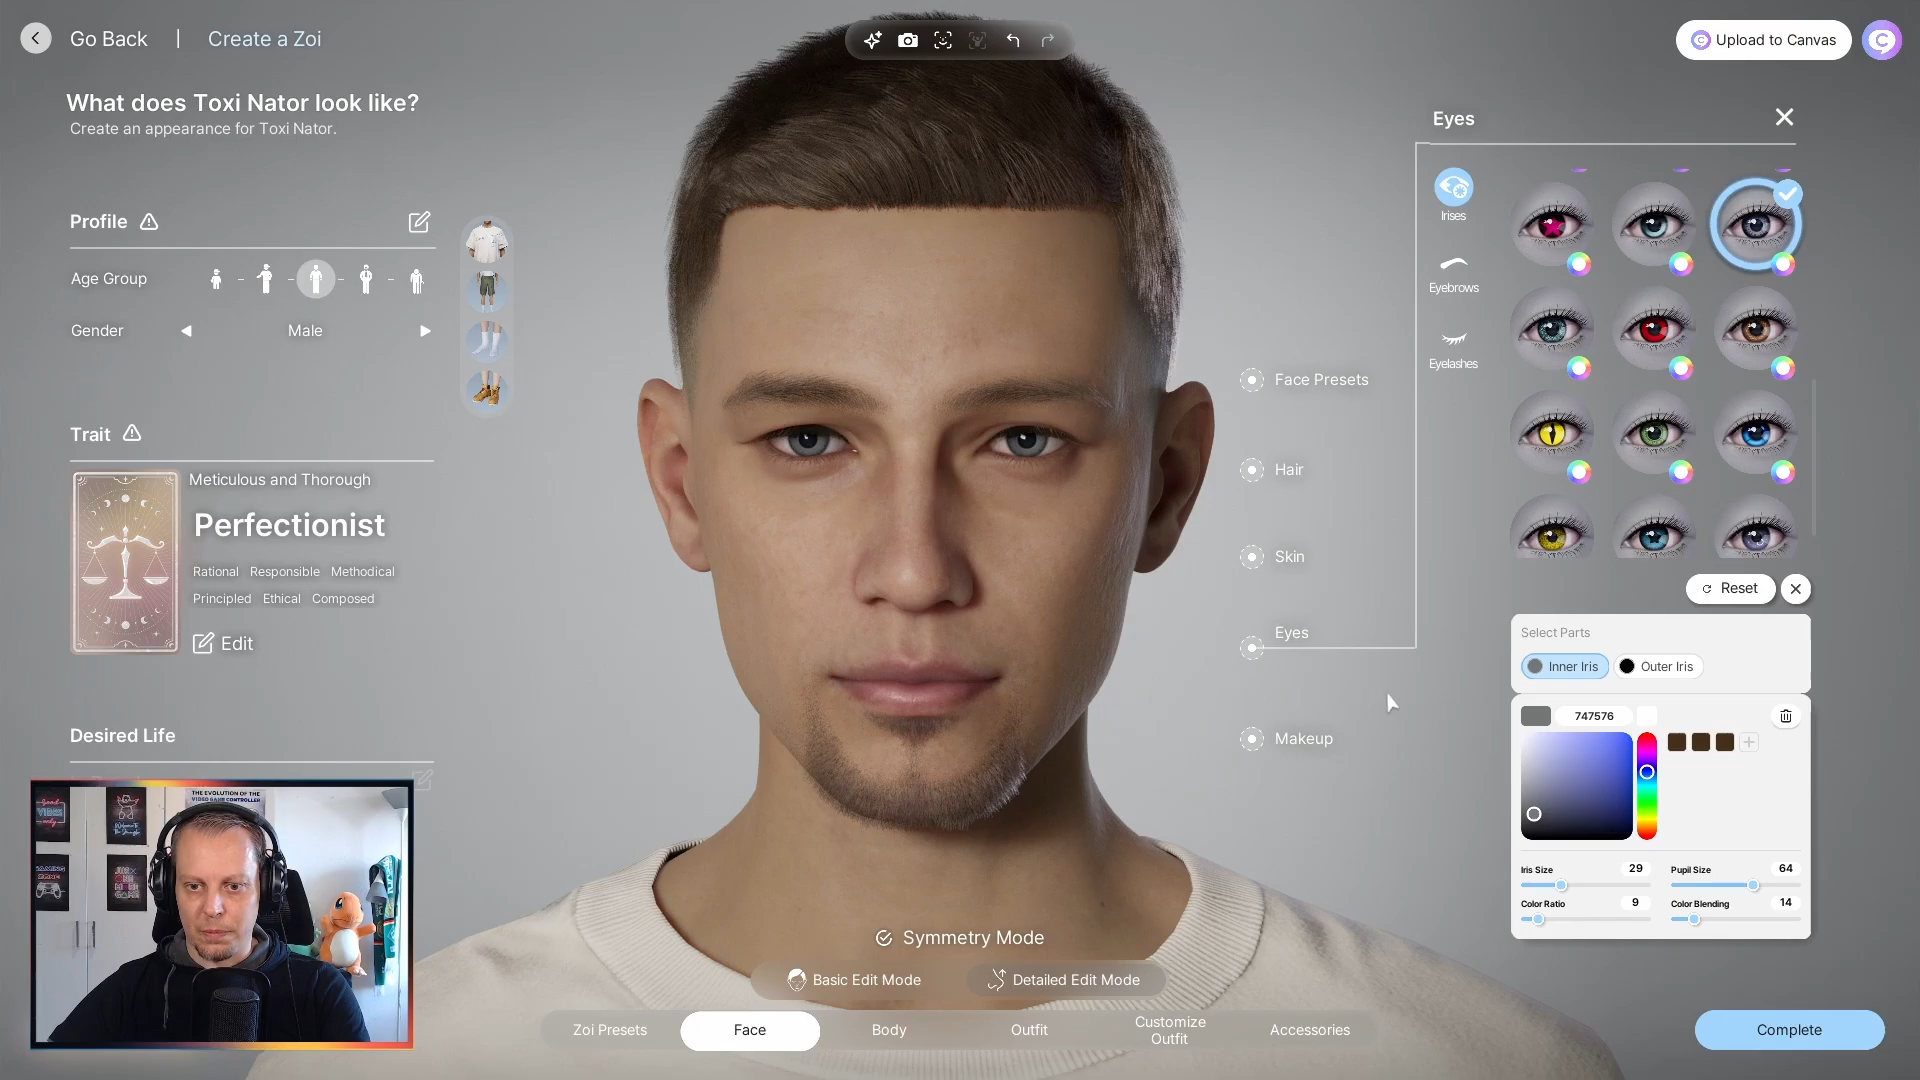 Go Back | Create a Zoi
Upload to Canvas
What does Toxi Nator look like?
Create an appearance for Toxi Nator.
Profile
Age Group
Gender
Male
Trait
Meticulous and Thorough
Perfectionist
Rational Responsible Methodical
Principled Ethical Composed
Edit
Desired Life
THE EVOLUTION OF THE
VIDEO GAME CONTROLLER
Face Presets
Hair
Skin
Eyes
Makeup
Eyes
Irises
Eyebrows
Eyelashes
Reset
Select Parts
Inner Iris
Outer Iris
747576
Iris Size 29
Pupil Size 64
Color Ratio 9
Color Blending 14
Symmetry Mode
Basic Edit Mode
Detailed Edit Mode
Zoi Presets
Face
Body
Outfit
Customize
Outfit
Accessories
Complete